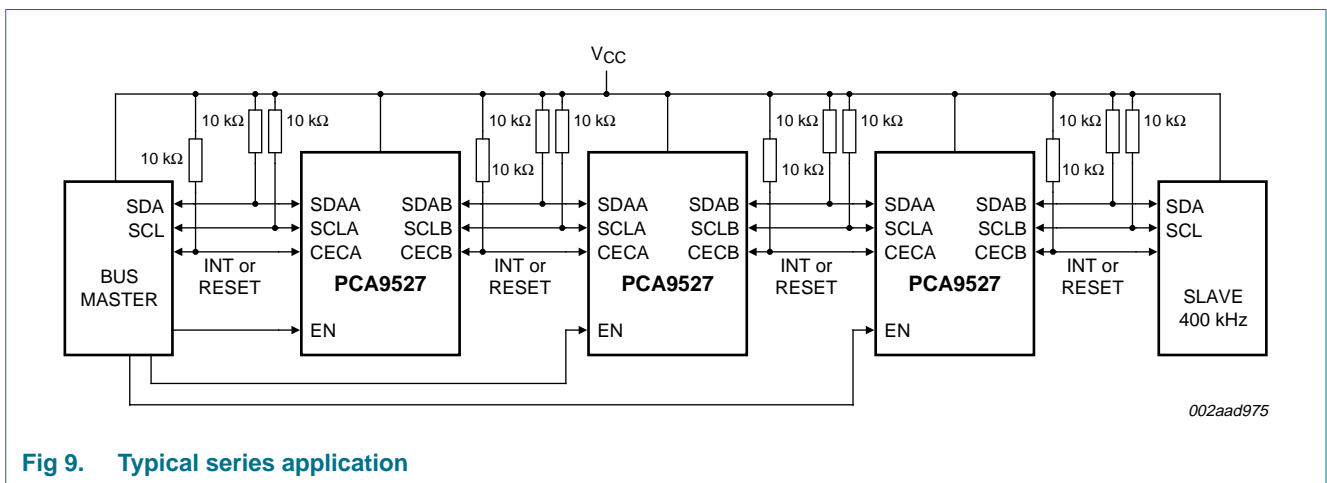 VCC
10 kΩ 10 kΩ 10 kΩ 10 kΩ 10 kΩ 10 kΩ 10 kΩ 10 kΩ
10 kΩ 10 kΩ 10 kΩ 10 kΩ
SDA SDAA SDAB SDAA SDAB SDAA SDAB SDA
SCL SCLA SCLB SCLA SCLB SCLA SCLB SCL
CECA CECB CECA CECB CECA CECB
INT or INT or INT or INT or
RESET RESET RESET RESET
BUS
MASTER
PCA9527 PCA9527 PCA9527
SLAVE
400 kHz
EN EN EN
002aad975
Fig 9. Typical series application